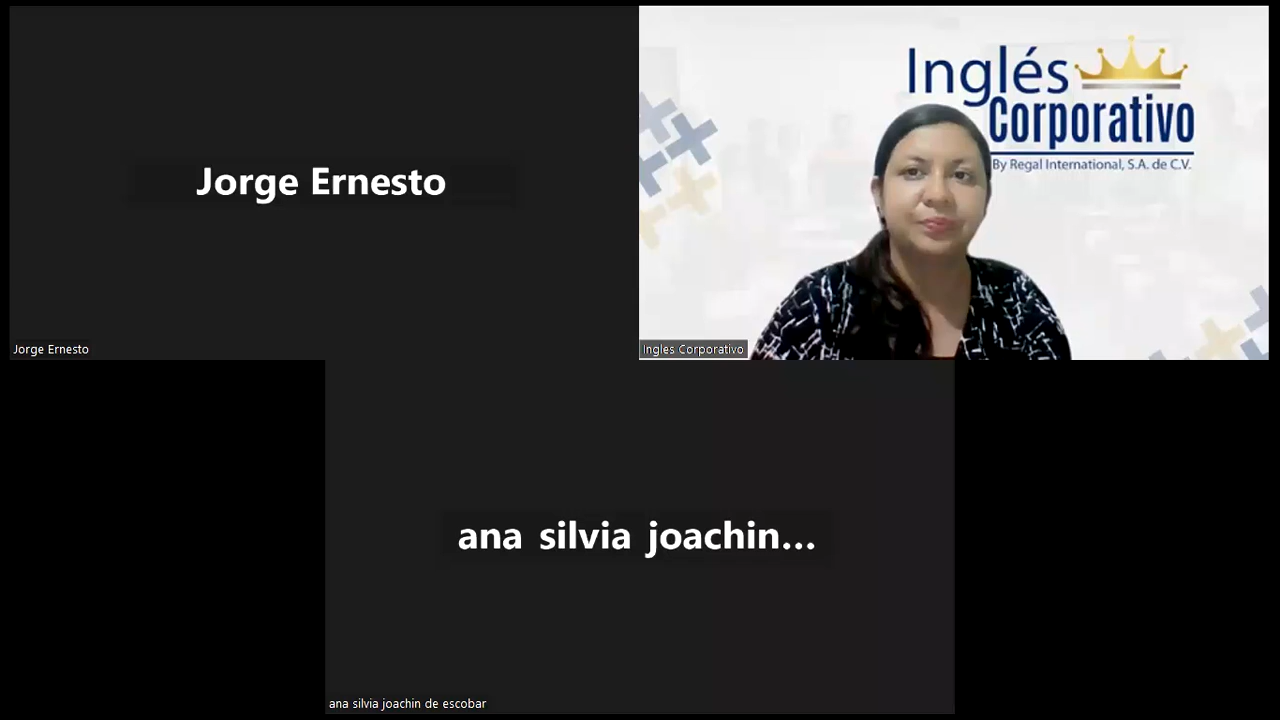 Jorge Ernesto
Jorge Ernesto
Inglés
Corporativo
By Regal International, S.A. de C.V.
Ingles Corporativo
ana silvia joachin...
ana silvia joachin de escobar